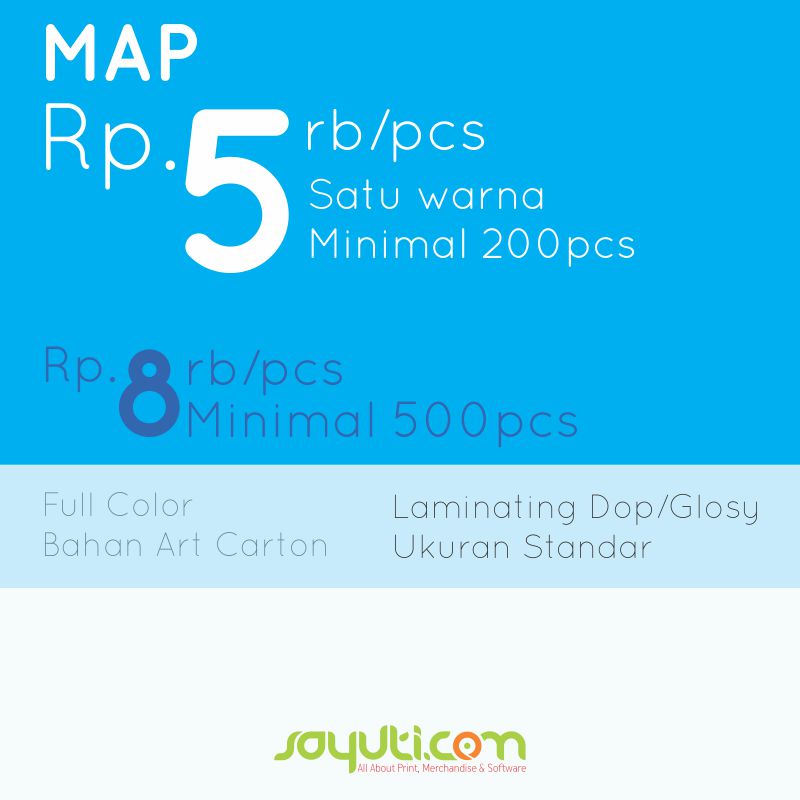 MAP
Rp.5 rb/pcs
Satu warna
Minimal 200pcs
Rp.8 rb/pcs
Minimal 500pcs
Full Color
Bahan Art Carton
Laminating Dop/Glosy
Ukuran Standar
sayuti.com
All About Print, Merchandise & Software